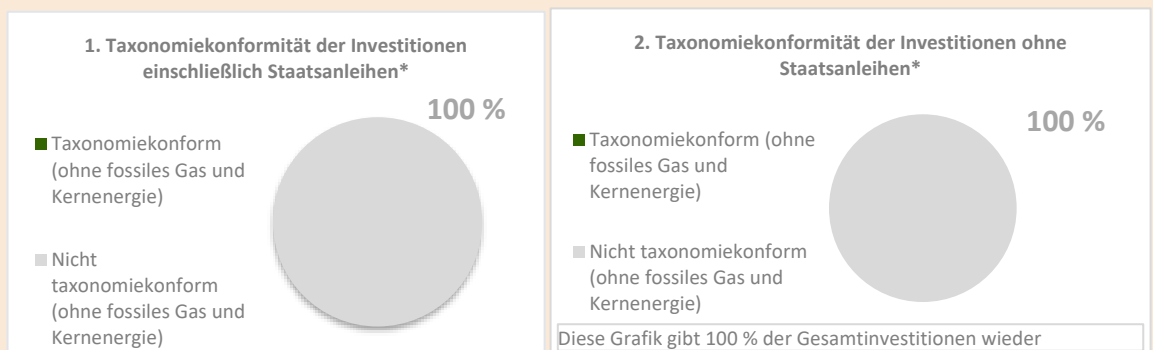 1. Taxonomiekonformität der Investitionen
einschließlich Staatsanleihen*
100 %
Taxonomiekonform
(ohne fossiles Gas und
Kernenergie)
Nicht
taxonomiekonform
(ohne fossiles Gas und
Kernenergie)
2. Taxonomiekonformität der Investitionen ohne
Staatsanleihen*
100 %
Taxonomiekonform (ohne
fossiles Gas und
Kernenergie)
Nicht taxonomiekonform
(ohne fossiles Gas und
Kernenergie)
Diese Grafik gibt 100 % der Gesamtinvestitionen wieder